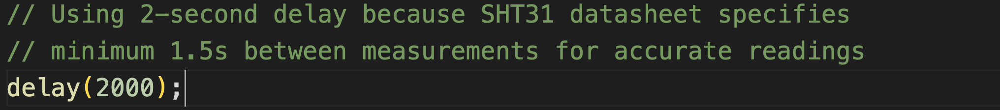 // Using 2-second delay because SHT31 datasheet specifies
// minimum 1.5s between measurements for accurate readings
delay(2000);